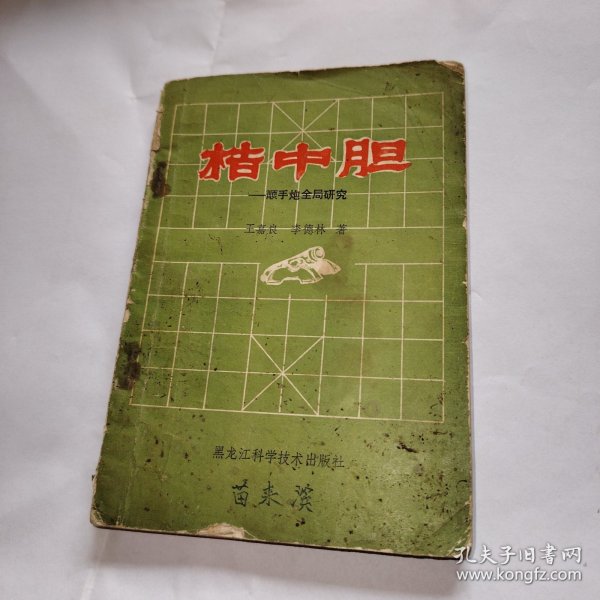 桔中胆
——顺手炮全局研究
王嘉良 李德林 著
黑龙江科学技术出版社
苗来滨
孔夫子旧书网
www.kongfz.com